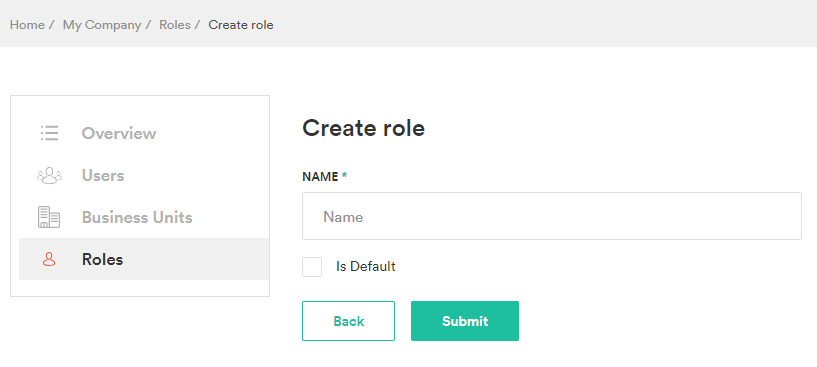 Home / My Company / Roles / Create role
Overview
Users
Business Units
Roles
Create role
NAME *
Name
Is Default
Back Submit